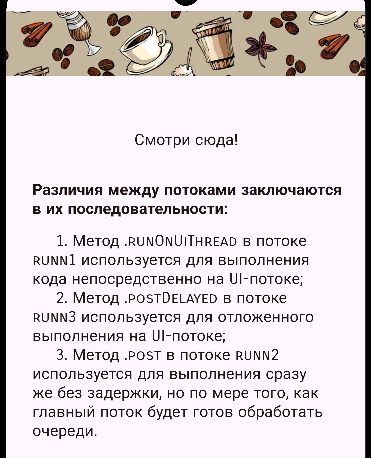 Смотри сюда!
Различия между потоками заключаются
в их последовательности:
1. Метод .RUNONUITHREAD в потоке
RUNN1 используется для выполнения
кода непосредственно на UI-потоке;
2. Метод .POSTDELAYED в потоке
RUNN3 используется для отложенного
выполнения на UI-потоке;
3. Метод .POST в потоке RUNN2
используется для выполнения сразу
же без задержки, но по мере того, как
главный поток будет готов обработать
очереди.